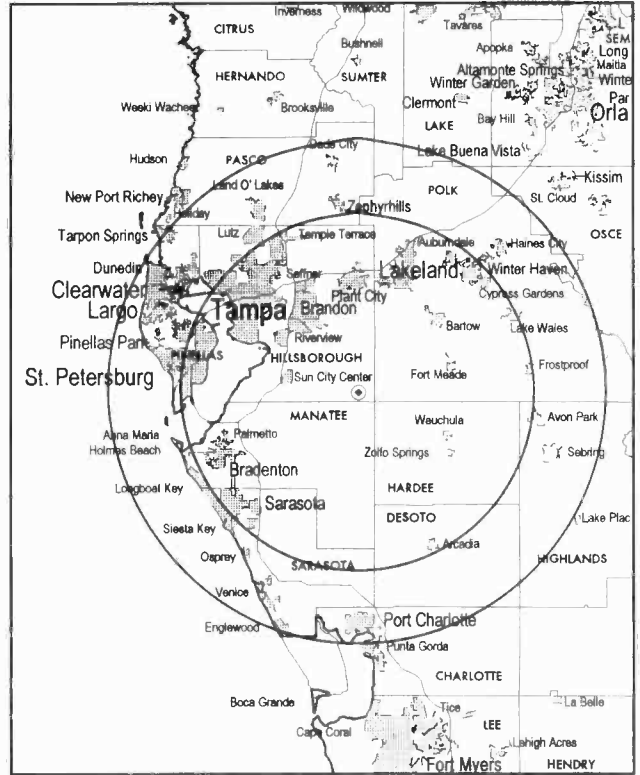 Inverness
Wildwood
CITRUS
Tavares
L
SEM
Bushnell
Apopka
Long
HERNANDO
SUMTER
Altamonte Springs
Maitla
Winter Garden
Winte
Weeki Wachee
Brooksville
Clermont
Par
Orla
LAKE
Bay Hill
Dade City
Lake Buena Vista
Hudson
PASCO
Kissim
Land O' Lakes
POLK
St. Cloud
New Port Richey
Zephyrhills
Holiday
OSCE
Tarpon Springs
Lutz
Temple Terrace
Auburndale
Haines City
Dunedin
Seffner
Lakeland
Winter Haven
Clearwater
Plant City
Cypress Gardens
Largo
Tampa
Brandon
Bartow
Lake Wales
Pinellas Park
Riverview
PINELLAS
HILLSBOROUGH
Frostproof
St. Petersburg
Sun City Center
Fort Meade
MANATEE
Wauchula
Avon Park
Anna Maria
Palmetto
Holmes Beach
Zolfo Springs
Sebring
Bradenton
Longboat Key
HARDEE
Sarasota
DESOTO
Lake Plac
Siesta Key
Arcadia
Osprey
SARASOTA
HIGHLANDS
Venice
Englewood
Port Charlotte
Punta Gorda
CHARLOTTE
Boca Grande
La Belle
Tice
LEE
Cape Coral
Lehigh Acres
Fort Myers
HENDRY